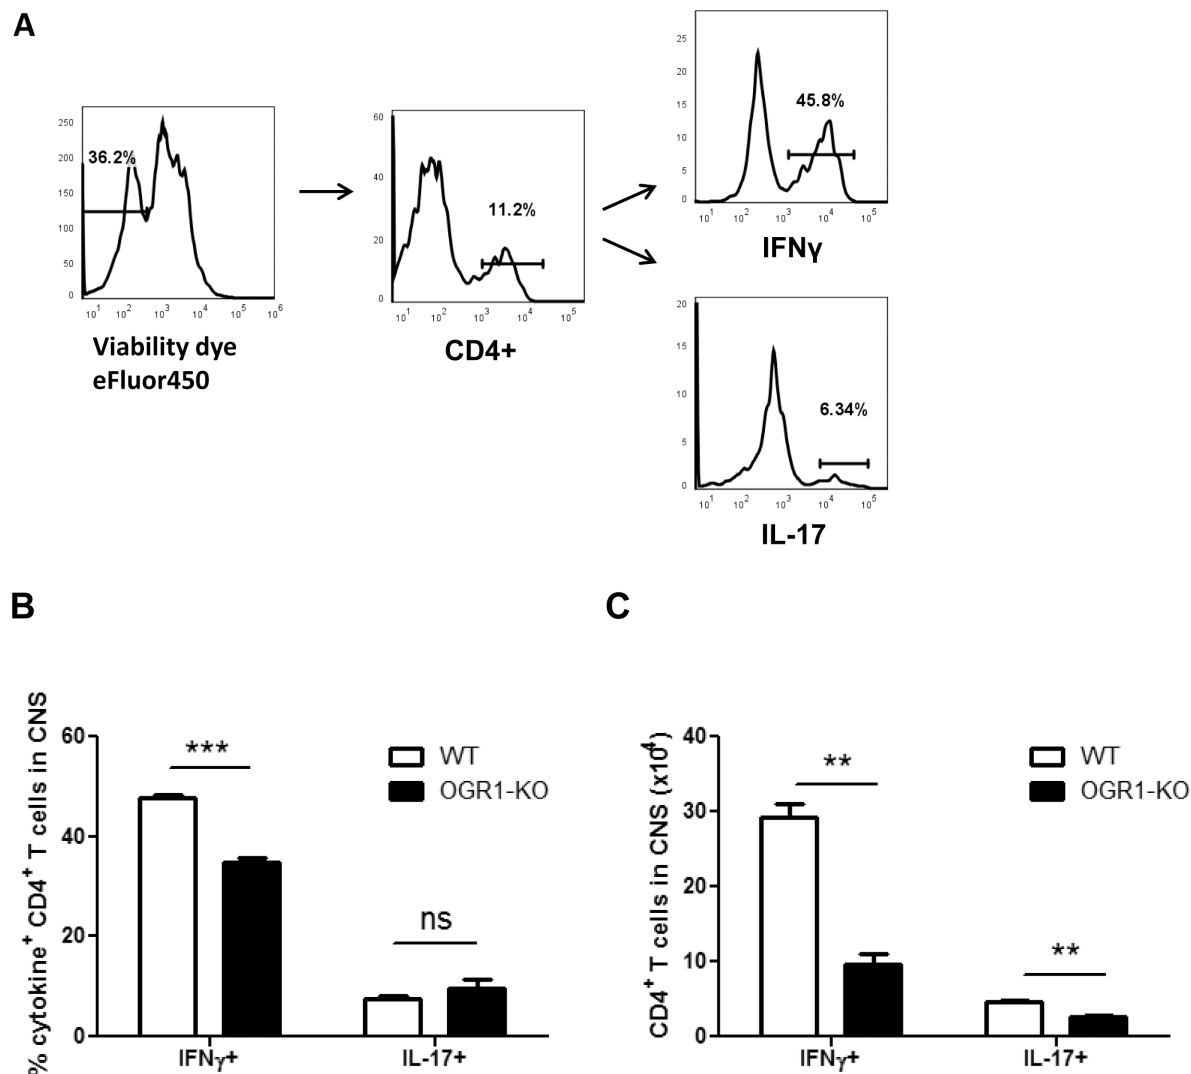 A
250
200
150
100
50
0
36.2%
10^1 10^2 10^3 10^4 10^5 10^6
Viability dye
eFluor450
60
40
20
0
11.2%
10^1 10^2 10^3 10^4 10^5
CD4+
25
20
15
10
5
0
45.8%
10^1 10^2 10^3 10^4 10^5
IFNγ
20
15
10
5
0
6.34%
10^1 10^2 10^3 10^4 10^5
IL-17
B
% cytokine⁺ CD4⁺ T cells in CNS
60
40
20
0
***
ns
WT
OGR1-KO
IFNγ+ IL-17+
C
CD4⁺ T cells in CNS (x10⁴)
40
30
20
10
0
**
**
WT
OGR1-KO
IFNγ+ IL-17+